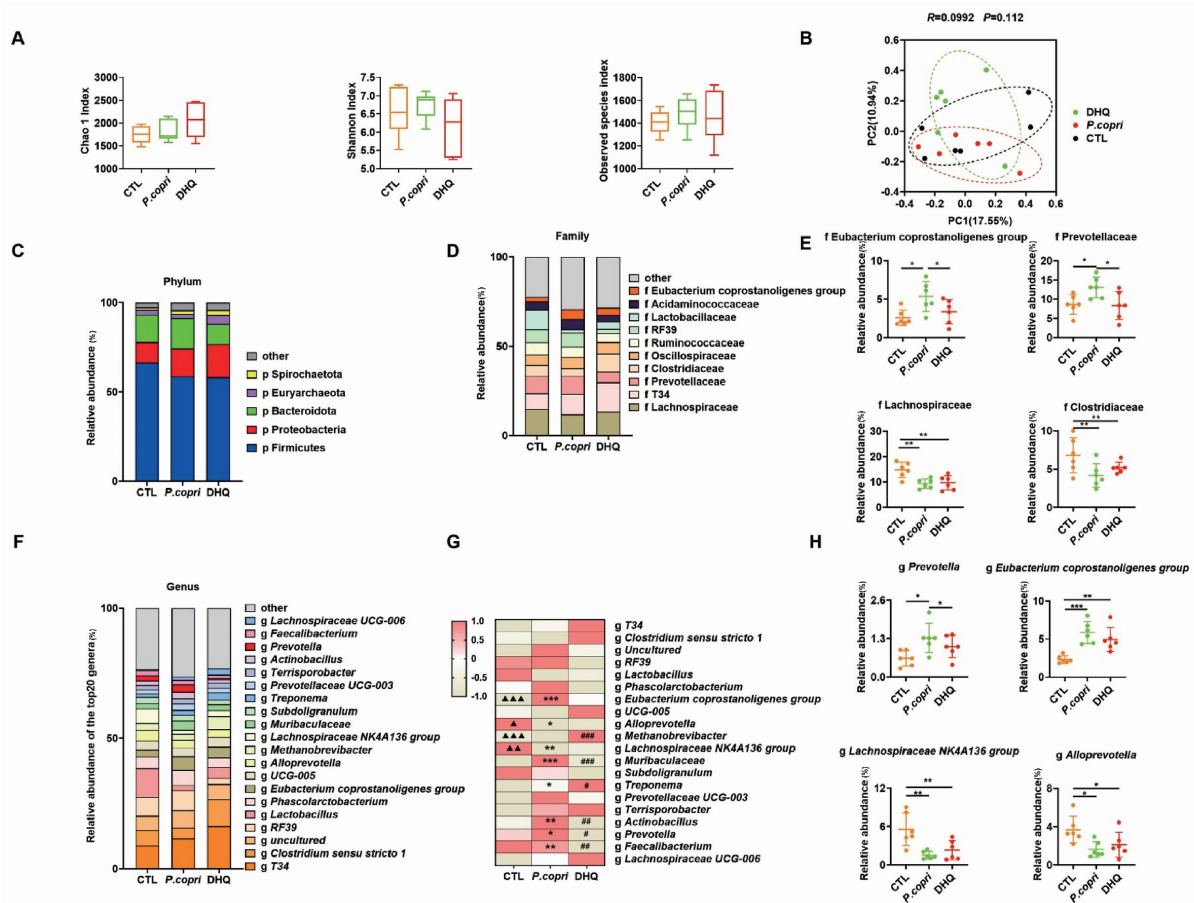 A
Chao 1 Index
3000
2500
2000
1500
1000
CTL
P.copri
DHQ
Shannon Index
7.5
7.0
6.5
6.0
5.5
5.0
CTL
P.copri
DHQ
Observed species index
1800
1600
1400
1200
1000
CTL
P.copri
DHQ
B
R=0.0992 P=0.112
PC2(10.94%)
0.6
0.4
0.2
0.0
-0.2
-0.4
-0.4 -0.2 0.0 0.2 0.4 0.6
PC1(17.55%)
DHQ
P.copri
CTL
C
Phylum
Relative abundance (%)
100
50
0
CTL P.copri DHQ
other
p Spirochaetota
p Euryarchaeota
p Bacteroidota
p Proteobacteria
p Firmicutes
D
Family
Relative abundance(%)
100
50
0
CTL P.copri DHQ
other
f Eubacterium coprostanoligenes group
f Acidaminococcaceae
f Lactobacillaceae
f RF39
f Ruminococcaceae
f Oscillospiraceae
f Clostridiaceae
f Prevotellaceae
f T34
f Lachnospiraceae
E
f Eubacterium coprostanoligenes group
Relative abundance(%)
10
5
0
* *
CTL
P.copri
DHQ
f Prevotellaceae
Relative abundance(%)
20
15
10
5
0
* *
CTL
P.copri
DHQ
f Lachnospiraceae
Relative abundance(%)
30
20
10
0
**
**
CTL
P.copri
DHQ
f Clostridiaceae
Relative abundance(%)
10
5
0
**
**
CTL
P.copri
DHQ
F
Genus
Relative abundance of the top20 genera(%)
100
50
0
CTL P.copri DHQ
other
g Lachnospiraceae UCG-006
g Faecalibacterium
g Prevotella
g Actinobacillus
g Terrisporobacter
g Prevotellaceae UCG-003
g Treponema
g Subdoligranulum
g Muribaculaceae
g Lachnospiraceae NK4A136 group
g Methanobrevibacter
g Alloprevotella
g UCG-005
g Eubacterium coprostanoligenes group
g Phascolarctobacterium
g Lactobacillus
g RF39
g uncultured
g Clostridium sensu stricto 1
g T34
G
1.0
0.5
0
-0.5
-1.0
g T34
g Clostridium sensu stricto 1
g Uncultured
g RF39
g Lactobacillus
g Phascolarctobacterium
▲▲▲ *** g Eubacterium coprostanoligenes group
g UCG-005
▲ * g Alloprevotella
▲▲▲ ### g Methanobrevibacter
▲▲ ** g Lachnospiraceae NK4A136 group
*** ### g Muribaculaceae
g Subdoligranulum
* # g Treponema
g Prevotellaceae UCG-003
g Terrisporobacter
** ## g Actinobacillus
* # g Prevotella
** ## g Faecalibacterium
g Lachnospiraceae UCG-006
CTL P.copri DHQ
H
g Prevotella
Relative abundance(%)
2.6
1.3
0.0
* *
CTL
P.copri
DHQ
g Eubacterium coprostanoligenes group
Relative abundance(%)
10
5
0
**
***
CTL
P.copri
DHQ
g Lachnospiraceae NK4A136 group
Relative abundance (%)
12
6
0
**
**
CTL
P.copri
DHQ
g Alloprevotella
Relative abundance (%)
8
4
0
*
*
CTL
P.copri
DHQ